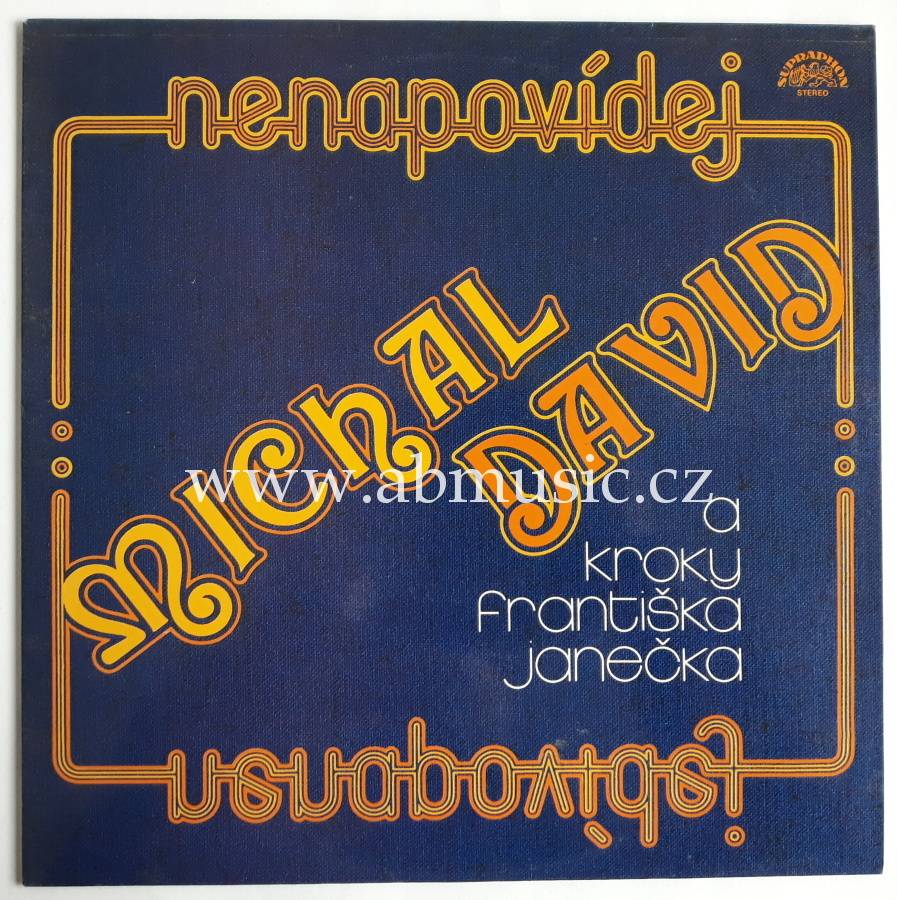 nenapovídej
SUPRAPHON
STEREO
MICHAL
DAVID
www.abmusic.cz
a
kroky
františka
janečka
nenapovídej